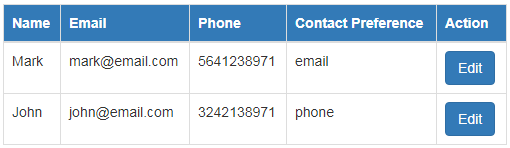 Name Email Phone Contact Preference Action
Mark mark@email.com 5641238971 email Edit
John john@email.com 3242138971 phone Edit